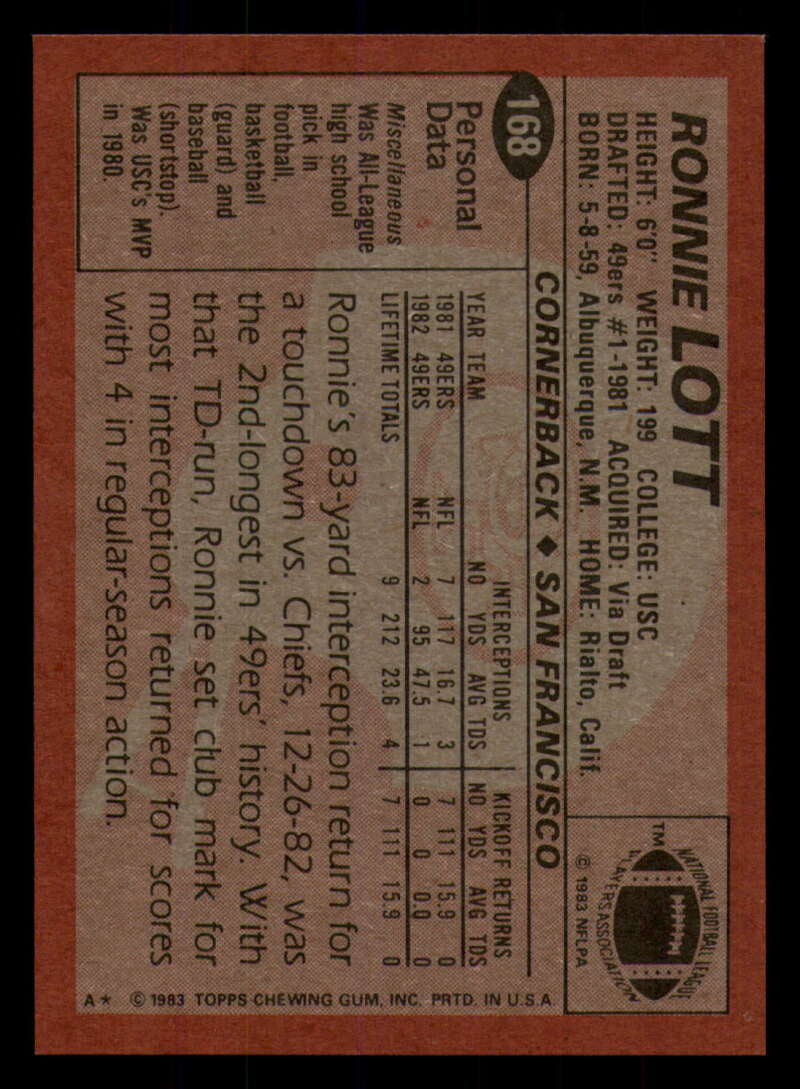 RONNIE LOTT
HEIGHT: 6'0" WEIGHT: 199 COLLEGE: USC
DRAFTED: 49ers #1-1981 ACQUIRED: Via Draft
BORN: 5-8-59, Albuquerque, N.M. HOME: Rialto, Calif.
NATIONAL FOOTBALL LEAGUE
PLAYERS ASSOCIATION
TM
© 1983 NFLPA
168
CORNERBACK ◆ SAN FRANCISCO
Personal
Data
Miscellaneous
Was All-League
high school
pick in
football,
basketball
(guard) and
baseball
(shortstop).
Was USC's MVP
in 1980.
INTERCEPTIONS KICKOFF RETURNS
YEAR TEAM NO YDS AVG TDS NO YDS AVG TDS
1981 49ERS NFL 7 117 16.7 3 7 111 15.9 0
1982 49ERS NFL 2 95 47.5 1 0 0 0.0 0
LIFETIME TOTALS 9 212 23.6 4 7 111 15.9 0
Ronnie's 83-yard interception return for
a touchdown vs. Chiefs, 12-26-82, was
the 2nd-longest in 49ers' history. With
that TD-run, Ronnie set club mark for
most interceptions returned for scores
with 4 in regular-season action.
A* © 1983 TOPPS CHEWING GUM, INC. PRTD. IN U.S.A.